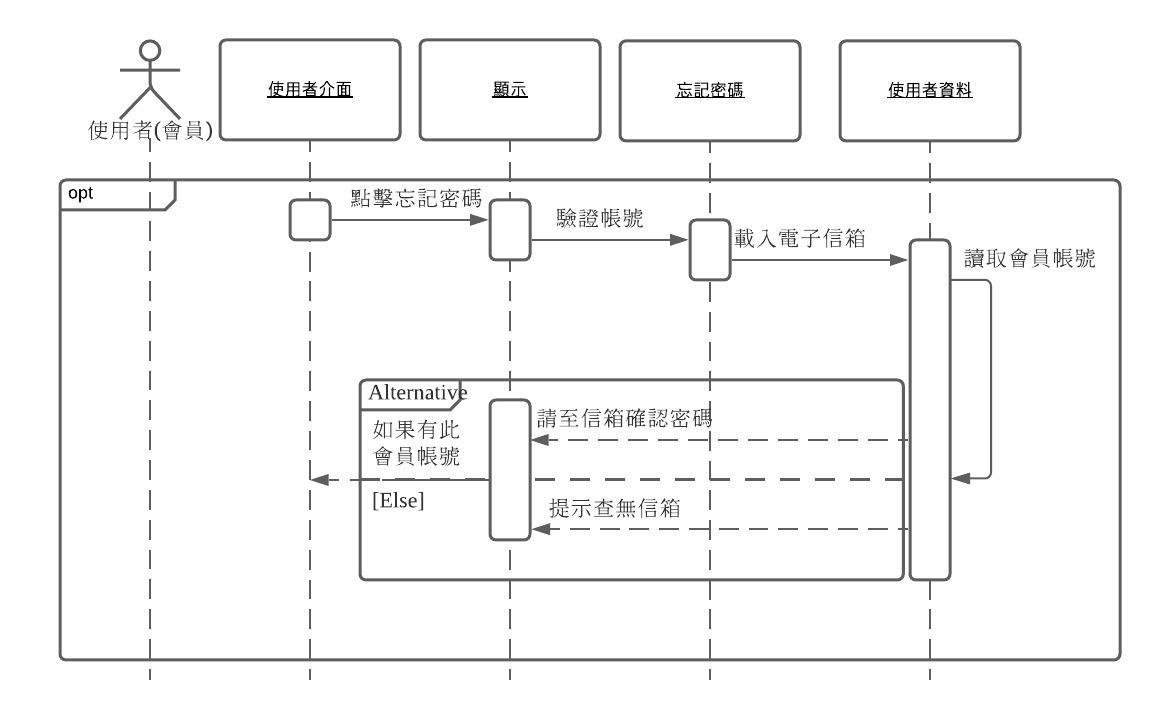 使用者(會員)
使用者介面
顯示
忘記密碼
使用者資料
opt
點擊忘記密碼
驗證帳號
載入電子信箱
讀取會員帳號
Alternative
請至信箱確認密碼
如果有此
會員帳號
[Else]
提示查無信箱